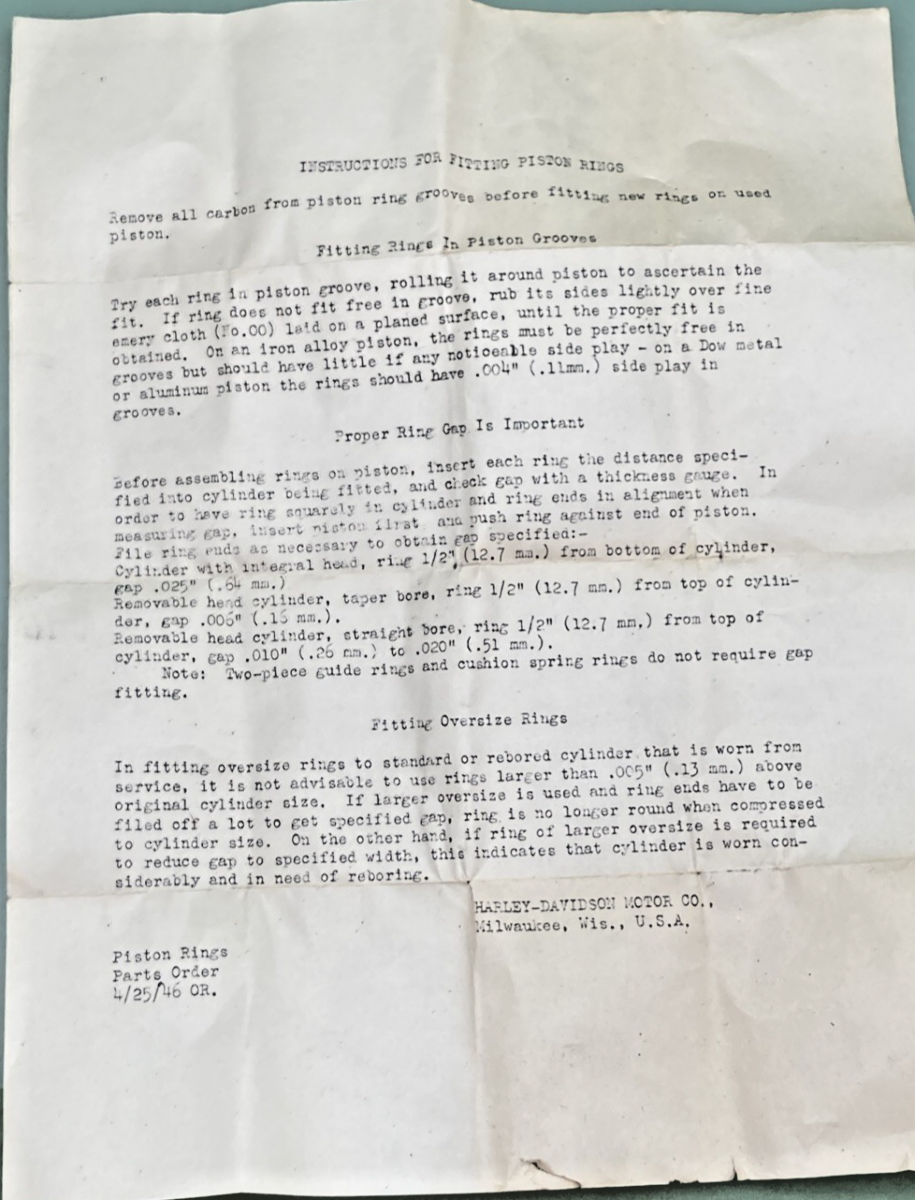 INSTRUCTIONS FOR FITTING PISTON RINGS
Remove all carbon from piston ring grooves before fitting new rings on used
piston.
Fitting Rings In Piston Grooves
Try each ring in piston groove, rolling it around piston to ascertain the
fit. If ring does not fit free in groove, rub its sides lightly over fine
emery cloth (No.00) laid on a planed surface, until the proper fit is
obtained. On an iron alloy piston, the rings must be perfectly free in
grooves but should have little if any noticeable side play - on a Dow metal
or aluminum piston the rings should have .004" (.11mm.) side play in
grooves.
Proper Ring Gap Is Important
Before assembling rings on piston, insert each ring the distance speci-
fied into cylinder being fitted, and check gap with a thickness gauge. In
order to have ring squarely in cylinder and ring ends in alignment when
measuring gap, insert piston first and push ring against end of piston.
File ring ends as necessary to obtain gap specified:-
Cylinder with integral head, ring 1/2" (12.7 mm.) from bottom of cylinder,
gap .025" (.64 mm.)
Removable head cylinder, taper bore, ring 1/2" (12.7 mm.) from top of cylin-
der, gap .006" (.15 mm.).
Removable head cylinder, straight bore, ring 1/2" (12.7 mm.) from top of
cylinder, gap .010" (.26 mm.) to .020" (.51 mm.).
Note: Two-piece guide rings and cushion spring rings do not require gap
fitting.
Fitting Oversize Rings
In fitting oversize rings to standard or rebored cylinder that is worn from
service, it is not advisable to use rings larger than .005" (.13 mm.) above
original cylinder size. If larger oversize is used and ring ends have to be
filed off a lot to get specified gap, ring is no longer round when compressed
to cylinder size. On the other hand, if ring of larger oversize is required
to reduce gap to specified width, this indicates that cylinder is worn con-
siderably and in need of reboring.
HARLEY-DAVIDSON MOTOR CO.,
Milwaukee, Wis., U.S.A.
Piston Rings
Parts Order
4/25/46 OR.